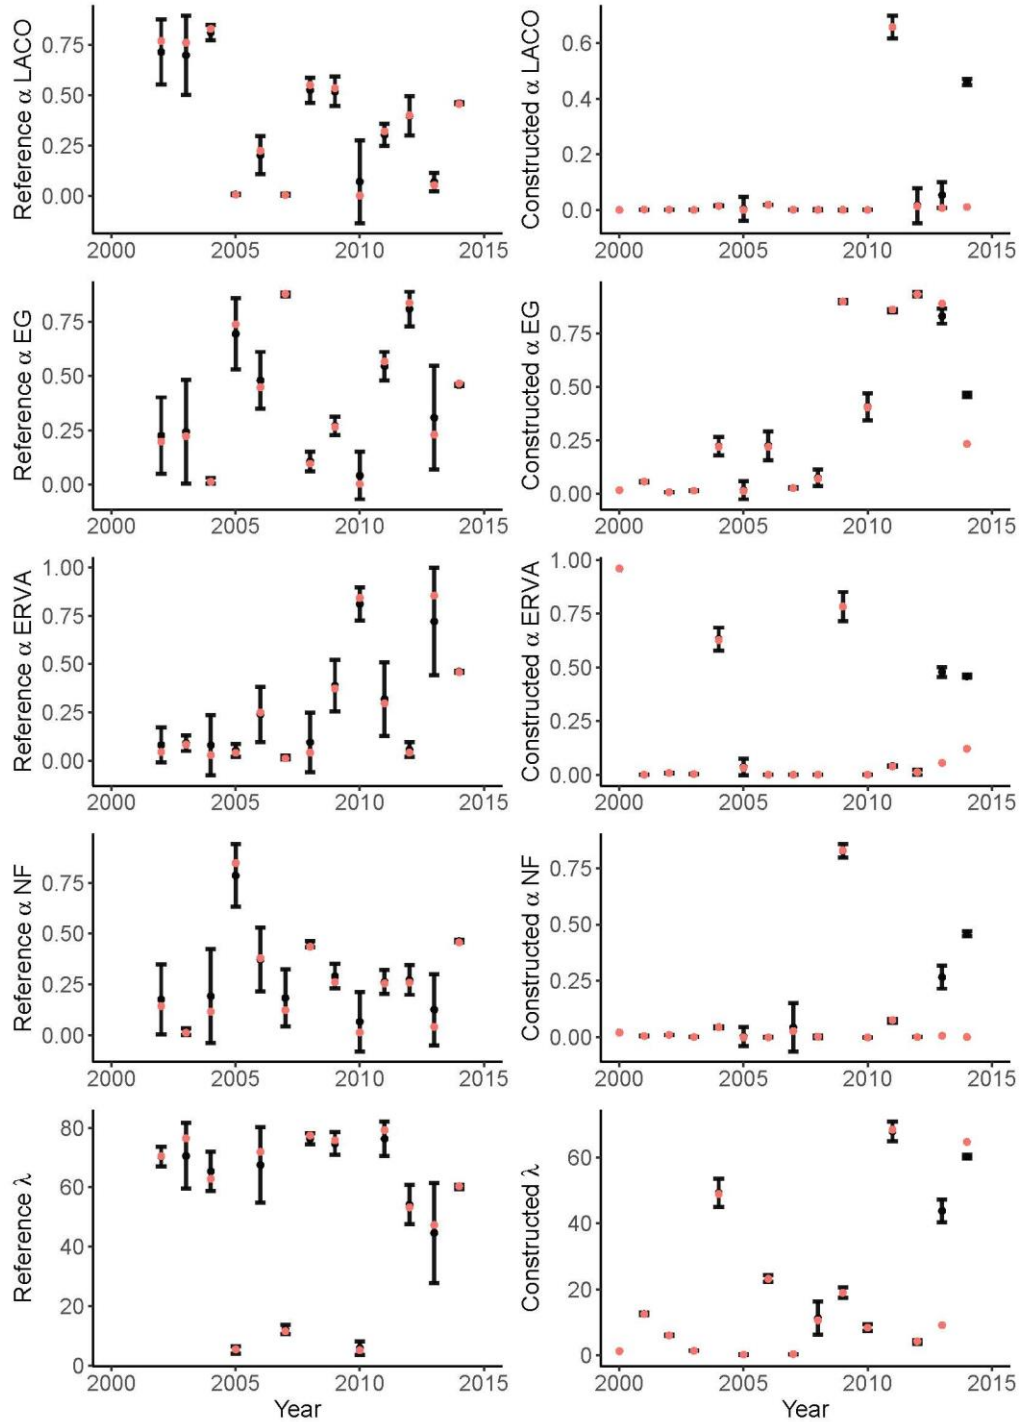 Reference α LACO
0.75
0.50
0.25
0.00
2000 2005 2010 2015
Constructed α LACO
0.6
0.4
0.2
0.0
2000 2005 2010 2015
Reference α EG
0.75
0.50
0.25
0.00
2000 2005 2010 2015
Constructed α EG
0.75
0.50
0.25
0.00
2000 2005 2010 2015
Reference α ERVA
1.00
0.75
0.50
0.25
0.00
2000 2005 2010 2015
Constructed α ERVA
1.00
0.75
0.50
0.25
0.00
2000 2005 2010 2015
Reference α NF
0.75
0.50
0.25
0.00
2000 2005 2010 2015
Constructed α NF
0.75
0.50
0.25
0.00
2000 2005 2010 2015
Reference λ
80
60
40
20
0
2000 2005 2010 2015
Year
Constructed λ
60
40
20
0
2000 2005 2010 2015
Year